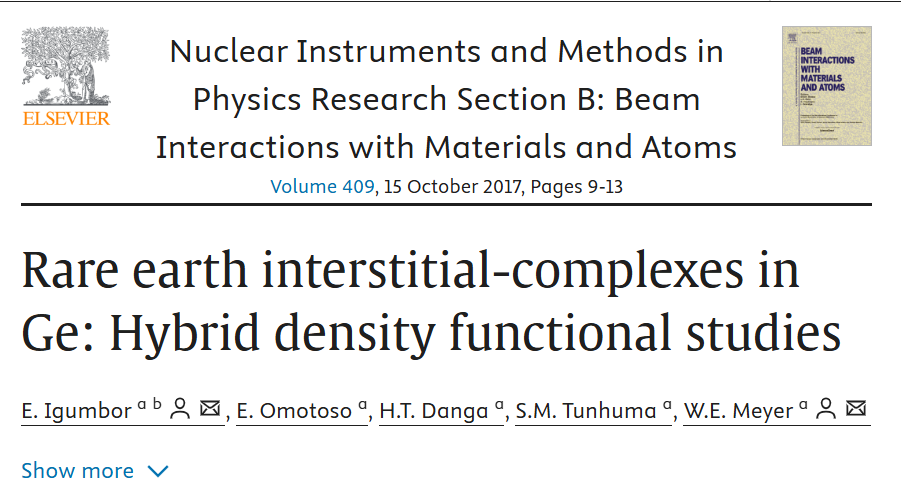 Nuclear Instruments and Methods in
Physics Research Section B: Beam
Interactions with Materials and Atoms
Volume 409, 15 October 2017, Pages 9-13
ELSEVIER
BEAM
INTERACTIONS
WITH
MATERIALS
AND ATOMS
Rare earth interstitial-complexes in
Ge: Hybrid density functional studies
E. Igumbor a b, E. Omotoso a, H.T. Danga a, S.M. Tunhuma a, W.E. Meyer a
Show more